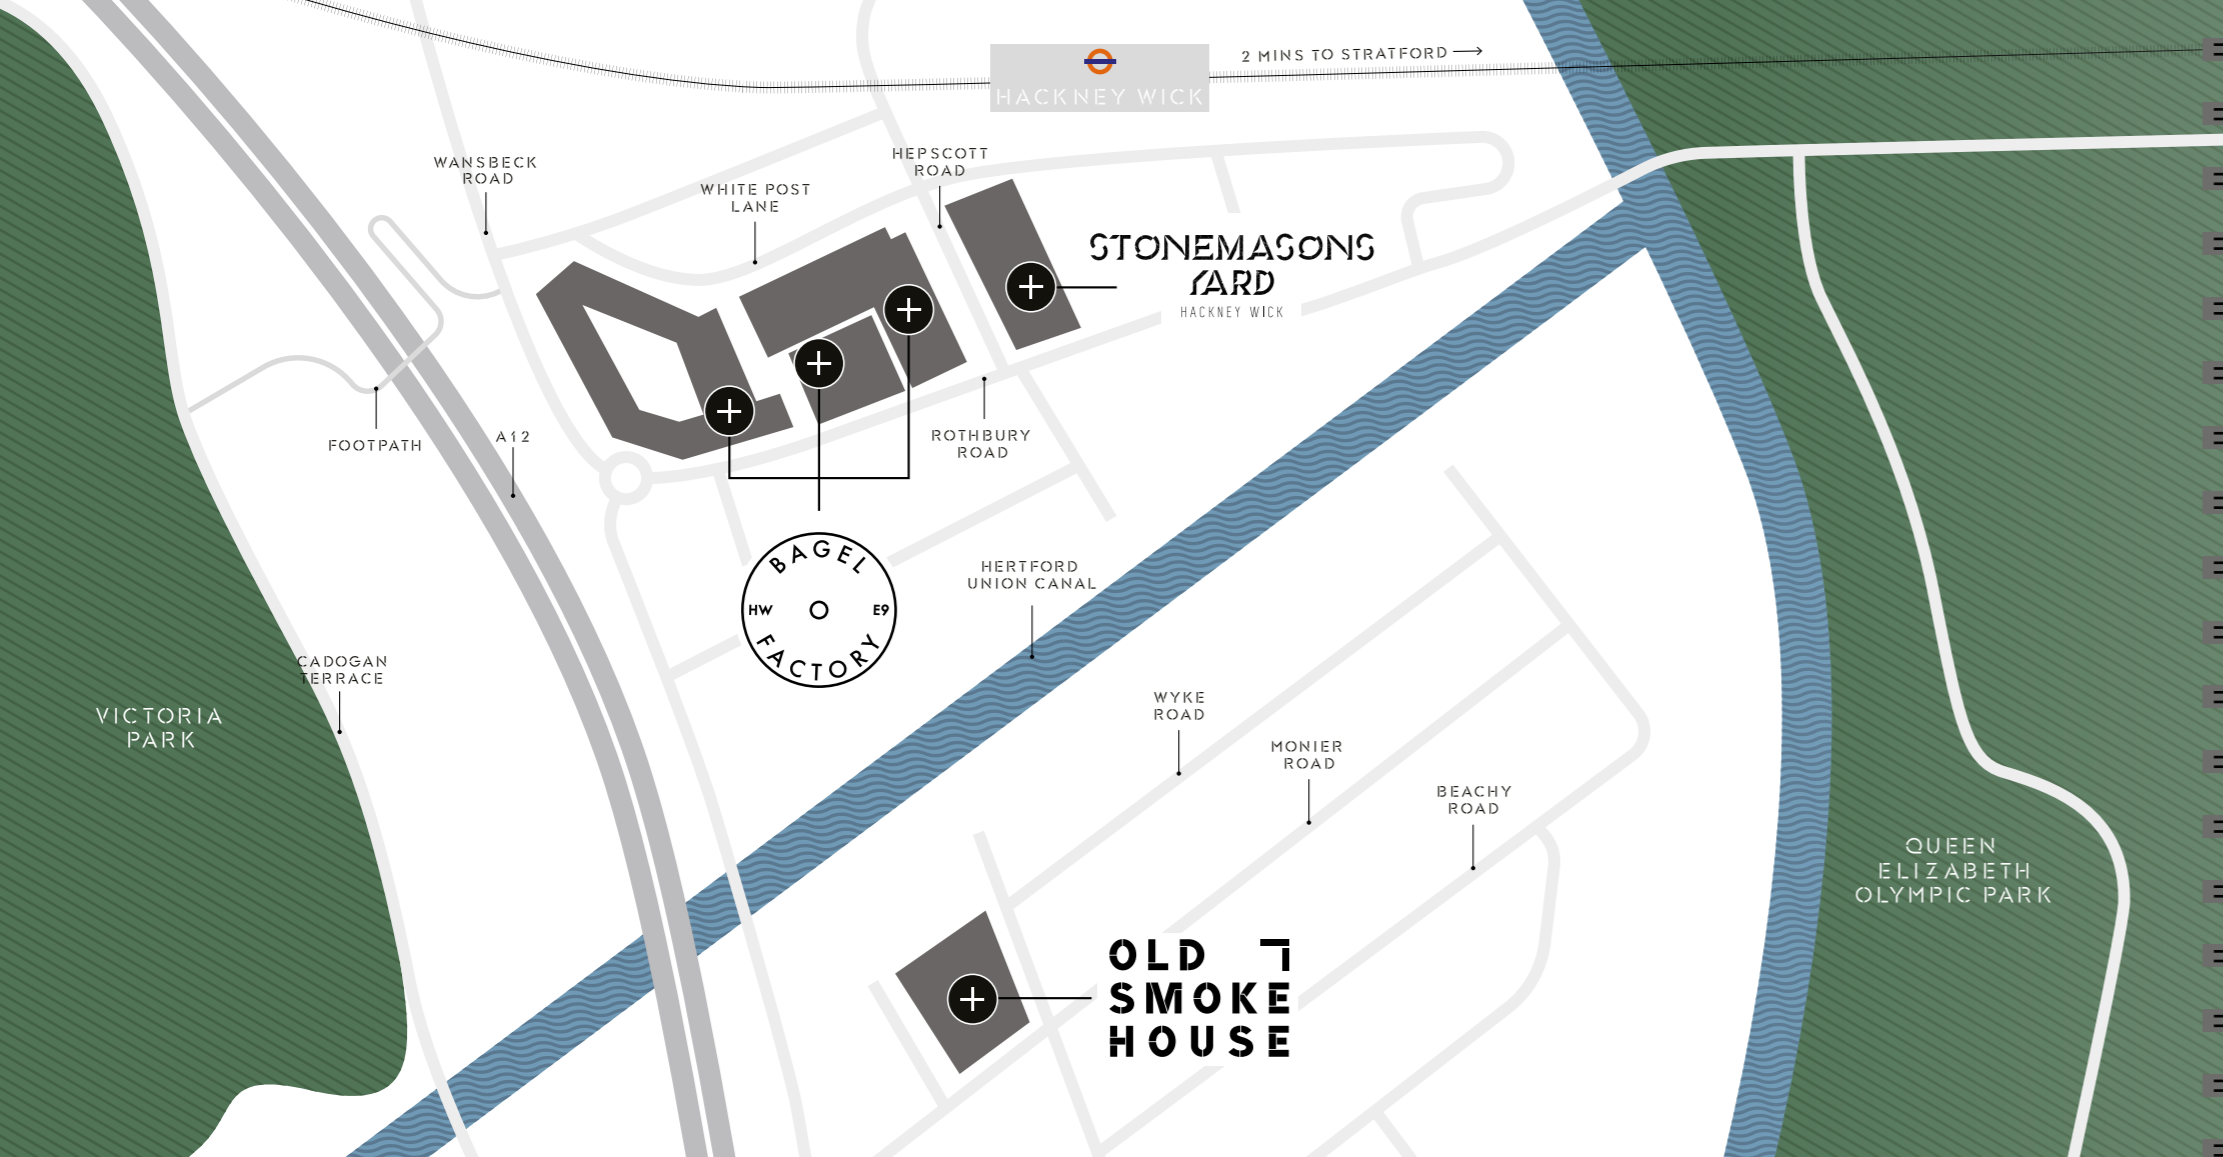 2 MINS TO STRATFORD
HACKNEY WICK
WANSBECK
ROAD
WHITE POST
LANE
HEPSCOTT
ROAD
STONEMASONS
YARD
HACKNEY WICK
FOOTPATH
A12
ROTHBURY
ROAD
BAGEL
HW
E9
FACTORY
HERTFORD
UNION CANAL
CADOGAN
TERRACE
VICTORIA
PARK
WYKE
ROAD
MONIER
ROAD
BEACHY
ROAD
QUEEN
ELIZABETH
OLYMPIC PARK
OLD
SMOKE
HOUSE